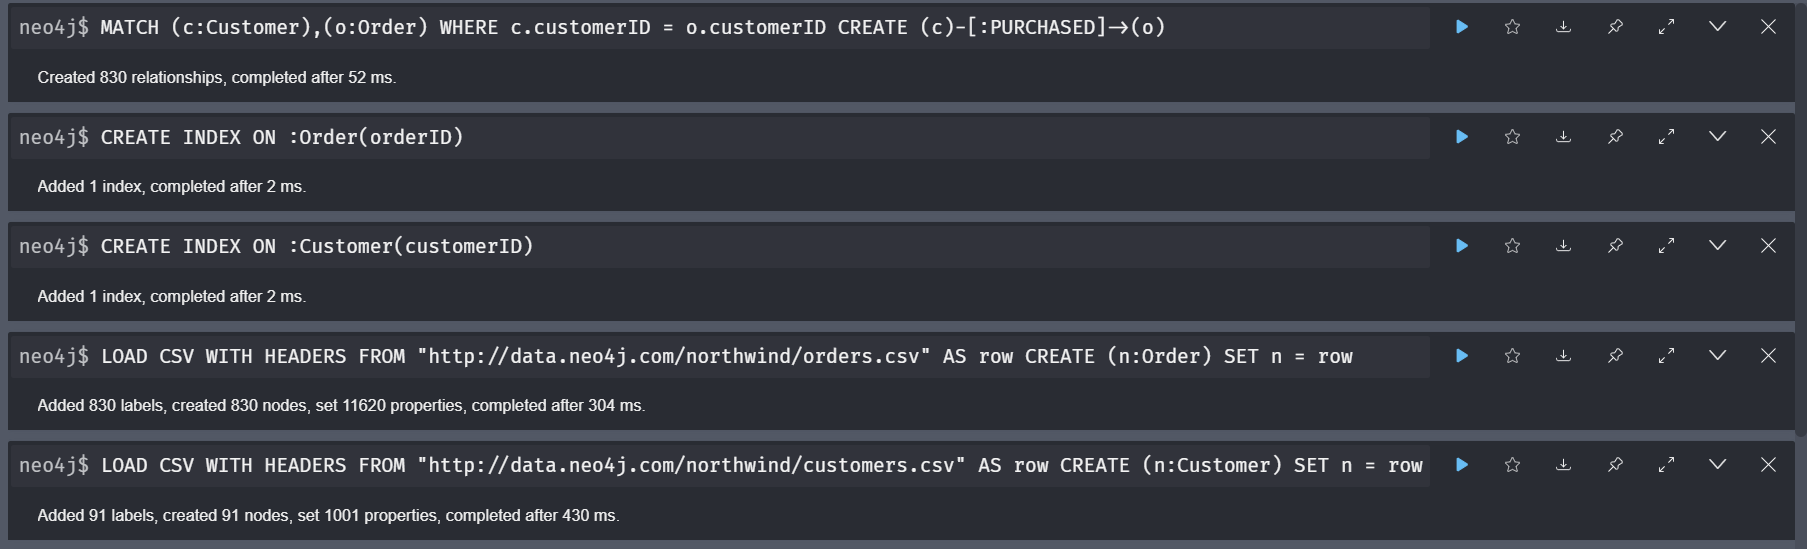 neo4j$ MATCH (c:Customer),(o:Order) WHERE c.customerID = o.customerID CREATE (c)-[:PURCHASED]->(o)
Created 830 relationships, completed after 52 ms.
neo4j$ CREATE INDEX ON :Order(orderID)
Added 1 index, completed after 2 ms.
neo4j$ CREATE INDEX ON :Customer(customerID)
Added 1 index, completed after 2 ms.
neo4j$ LOAD CSV WITH HEADERS FROM "http://data.neo4j.com/northwind/orders.csv" AS row CREATE (n:Order) SET n = row
Added 830 labels, created 830 nodes, set 11620 properties, completed after 304 ms.
neo4j$ LOAD CSV WITH HEADERS FROM "http://data.neo4j.com/northwind/customers.csv" AS row CREATE (n:Customer) SET n = row
Added 91 labels, created 91 nodes, set 1001 properties, completed after 430 ms.